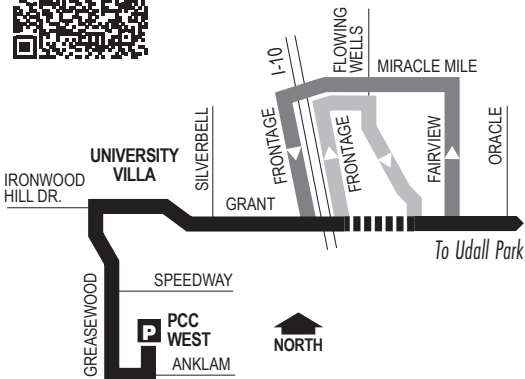 I-10
FLOWING
WELLS
MIRACLE MILE
FRONTAGE
FRONTAGE
FAIRVIEW
ORACLE
SILVERBELL
UNIVERSITY
VILLA
IRONWOOD
HILL DR.
GRANT
To Udall Park
GREASEWOOD
SPEEDWAY
P
PCC
WEST
ANKLAM
NORTH